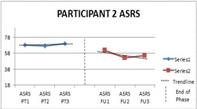 PARTICIPANT 2 ASRS
78
58
38
18
ASRS PT1
ASRS PT2
ASRS PT3
ASRS FU1
ASRS FU2
ASRS FU3
Series1
Series2
Trendline
End of Phase